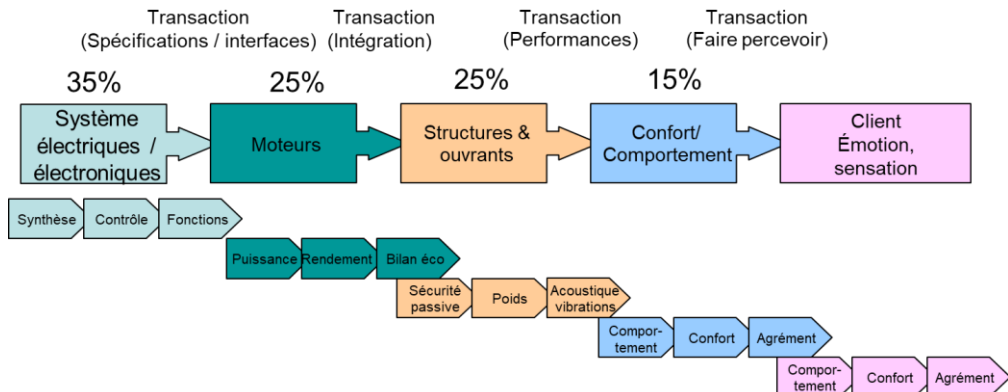 Transaction
(Spécifications / interfaces)
Transaction
(Intégration)
Transaction
(Performances)
Transaction
(Faire percevoir)
35%
25%
25%
15%
Système
électriques /
électroniques
Moteurs
Structures &
ouvrants
Confort/
Comportement
Client
Émotion,
sensation
Synthèse
Contrôle
Fonctions
Puissance
Rendement
Bilan éco
Sécurité
passive
Poids
Acoustique
vibrations
Compor-
tement
Confort
Agrément
Compor-
tement
Confort
Agrément